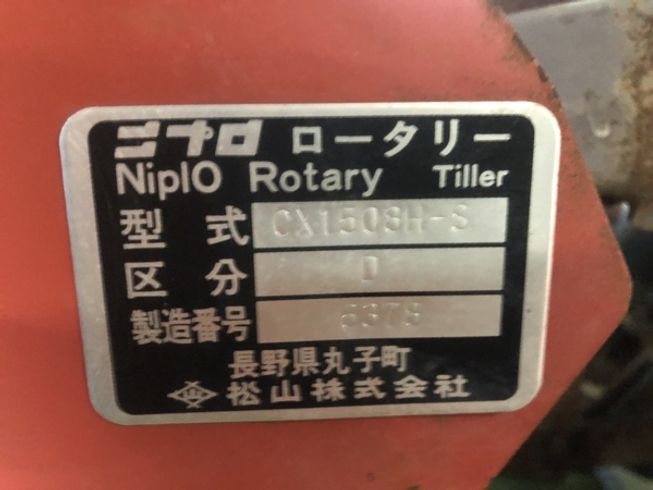 ニプロ ロータリー
NiplO Rotary Tiller
型式 CX1508H-S
区分 D
製造番号
長野県丸子町
松山株式会社